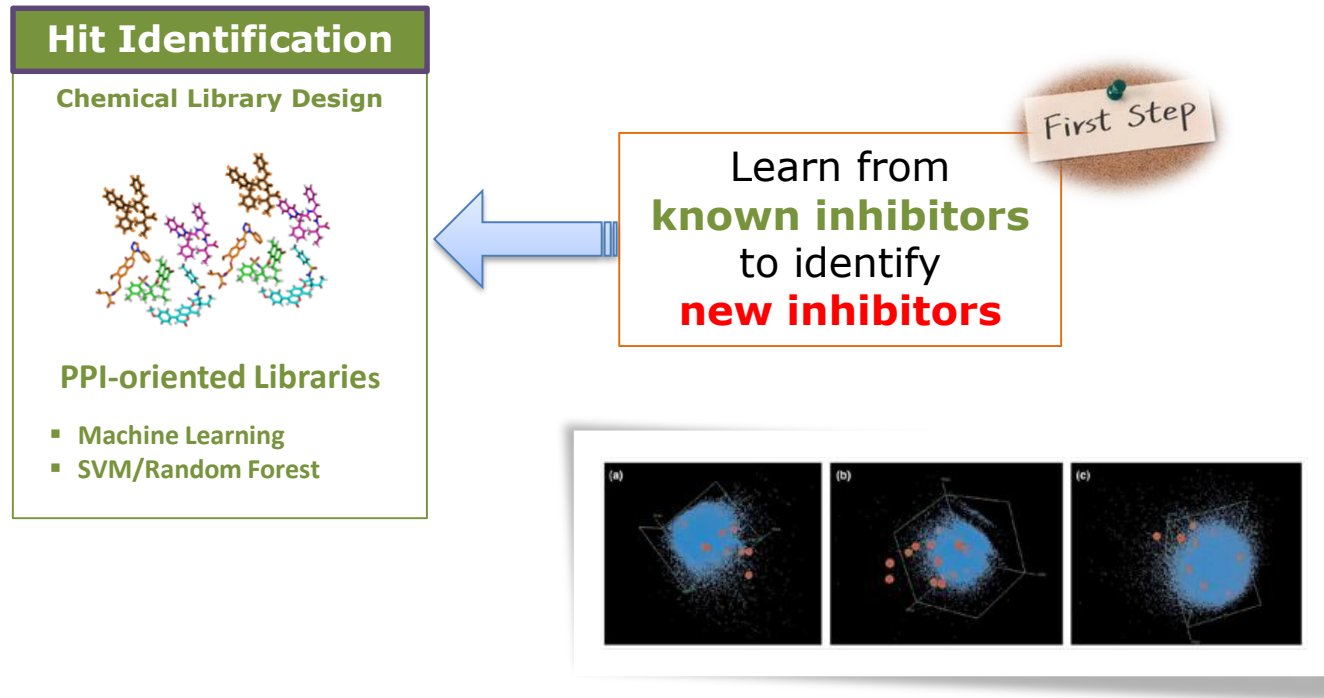 Hit Identification
Chemical Library Design
PPI-oriented Libraries
▪ Machine Learning
▪ SVM/Random Forest
First Step
Learn from
known inhibitors
to identify
new inhibitors
(a)
(b)
(c)